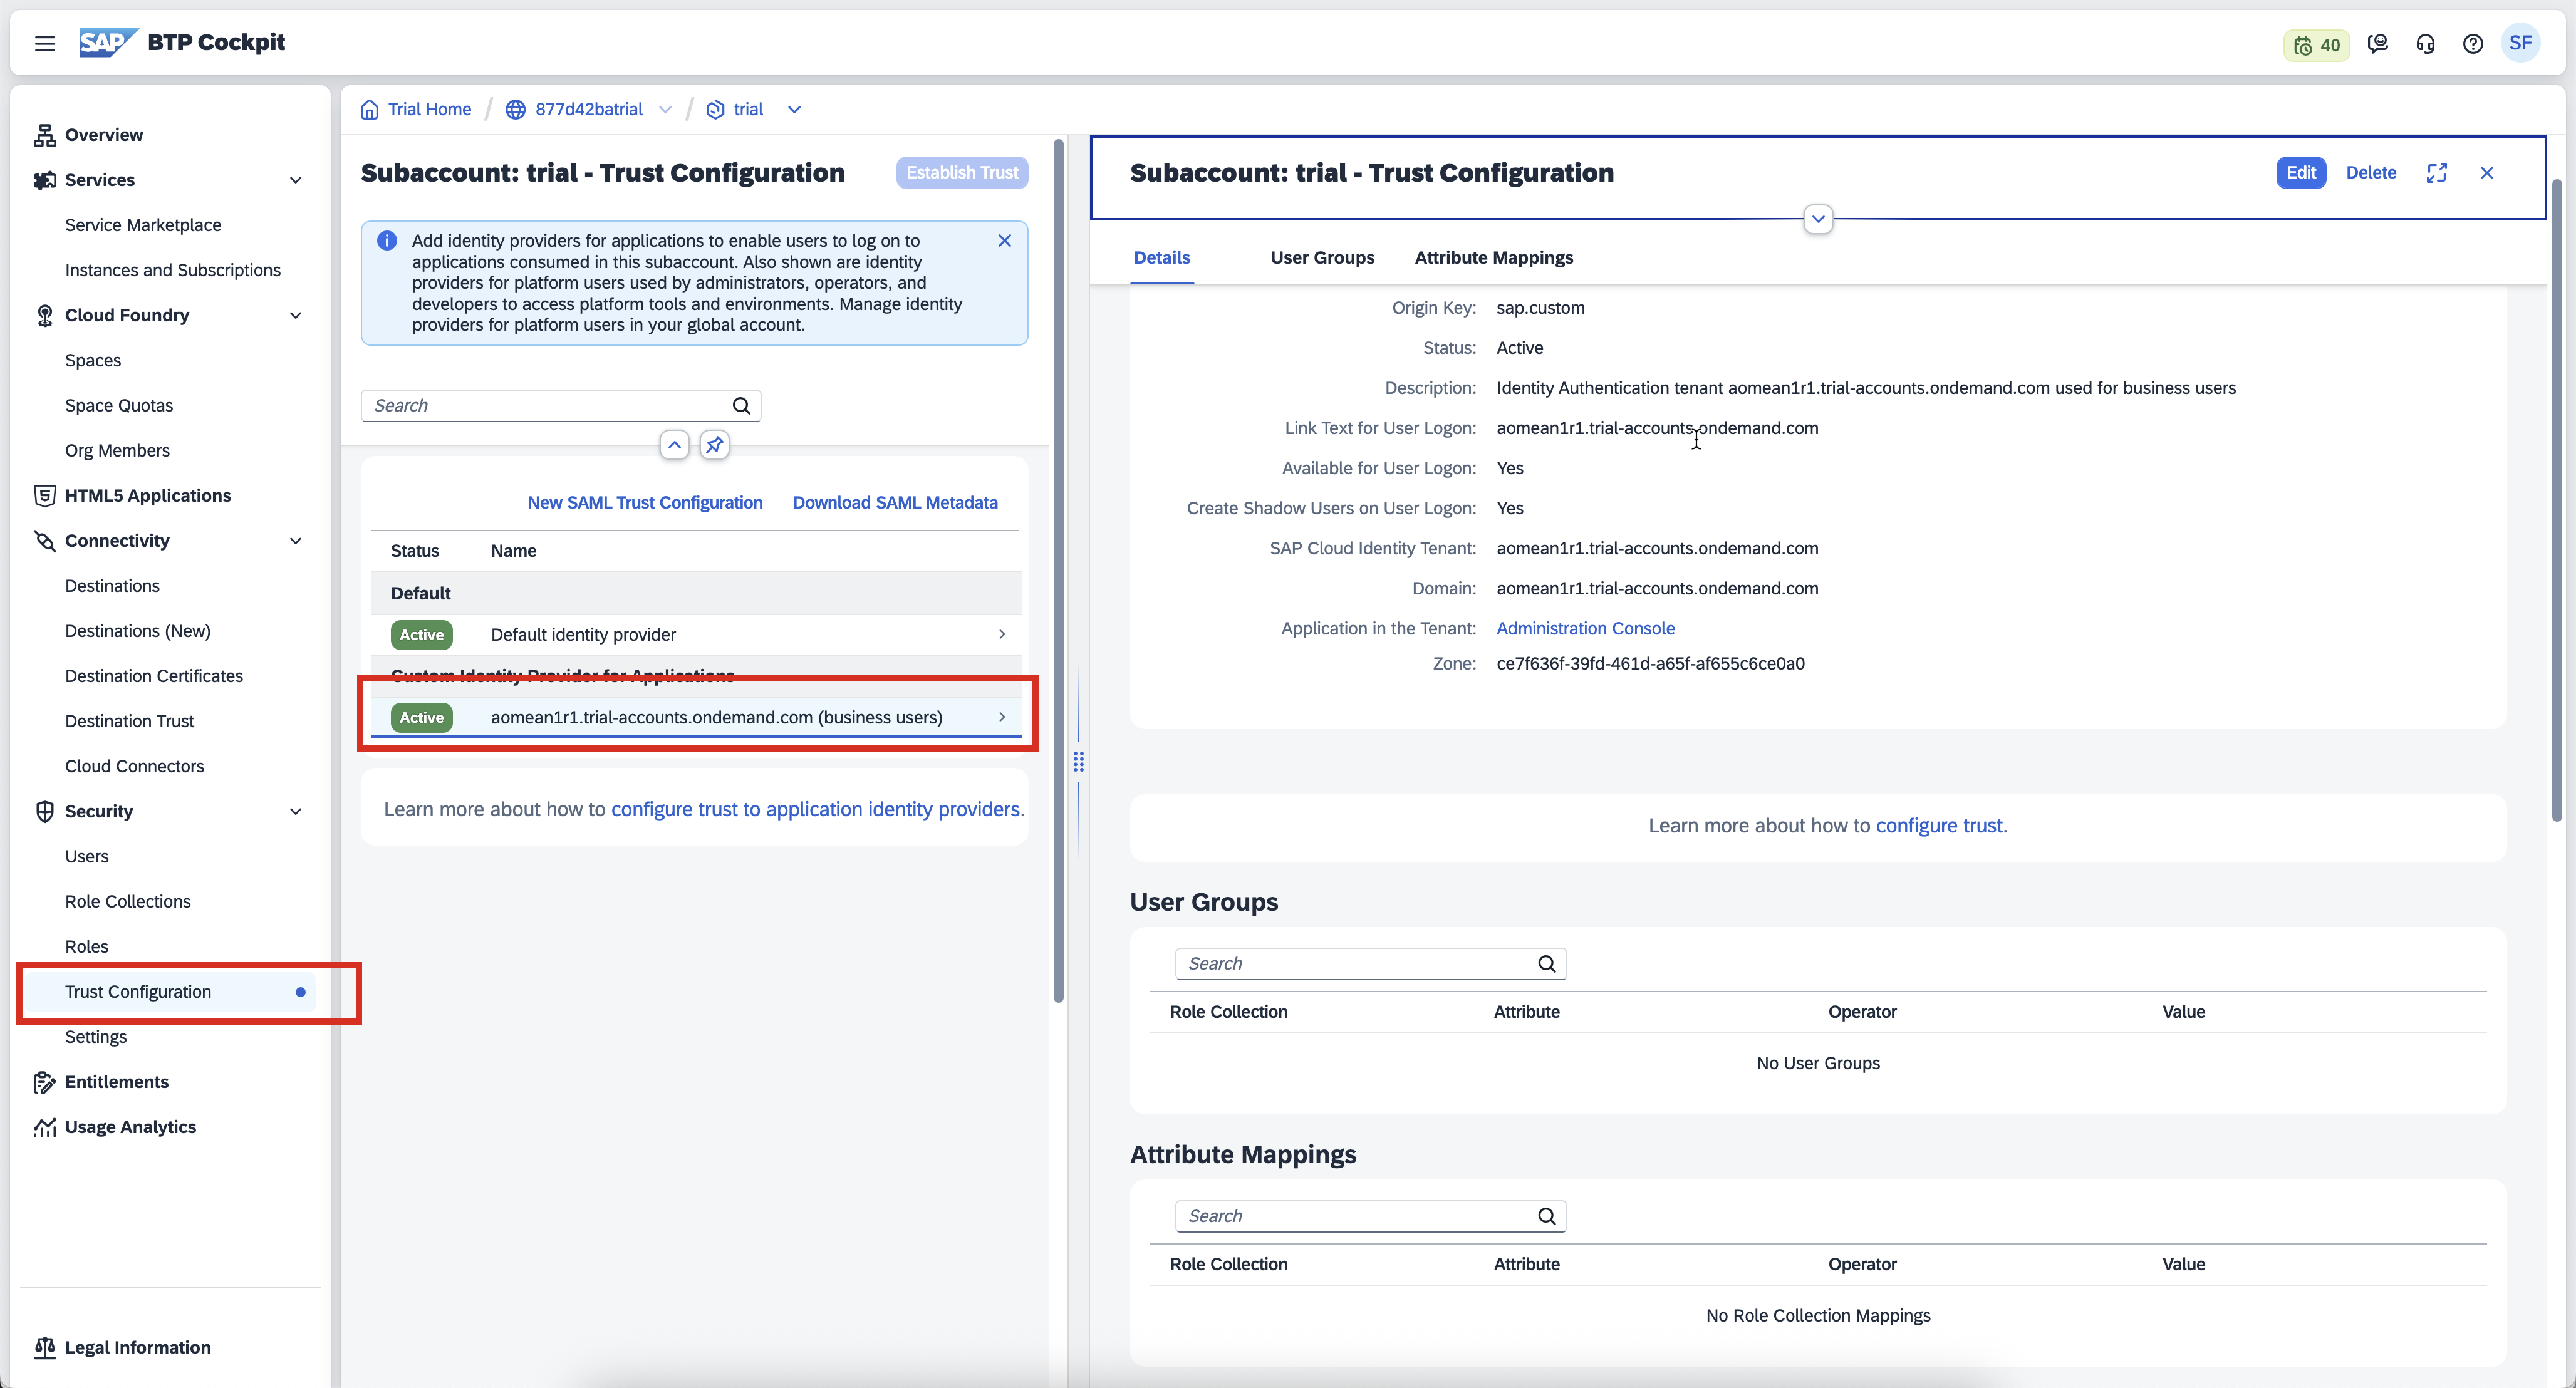 SAP BTP Cockpit
40
SF
Overview
Services
Service Marketplace
Instances and Subscriptions
Cloud Foundry
Spaces
Space Quotas
Org Members
HTML5 Applications
Connectivity
Destinations
Destinations (New)
Destination Certificates
Destination Trust
Cloud Connectors
Security
Users
Role Collections
Roles
Trust Configuration
Settings
Entitlements
Usage Analytics
Legal Information
Trial Home / 877d42batrial / trial
Subaccount: trial - Trust Configuration
Establish Trust
Add identity providers for applications to enable users to log on to
applications consumed in this subaccount. Also shown are identity
providers for platform users used by administrators, operators, and
developers to access platform tools and environments. Manage identity
providers for platform users in your global account.
Search
New SAML Trust Configuration Download SAML Metadata
Status Name
Default
Active Default identity provider
Custom Identity Provider for Applications
Active aomean1r1.trial-accounts.ondemand.com (business users)
Learn more about how to configure trust to application identity providers.
Subaccount: trial - Trust Configuration
Edit Delete
Details User Groups Attribute Mappings
Origin Key: sap.custom
Status: Active
Description: Identity Authentication tenant aomean1r1.trial-accounts.ondemand.com used for business users
Link Text for User Logon: aomean1r1.trial-accounts.ondemand.com
Available for User Logon: Yes
Create Shadow Users on User Logon: Yes
SAP Cloud Identity Tenant: aomean1r1.trial-accounts.ondemand.com
Domain: aomean1r1.trial-accounts.ondemand.com
Application in the Tenant: Administration Console
Zone: ce7f636f-39fd-461d-a65f-af655c6ce0a0
Learn more about how to configure trust.
User Groups
Search
Role Collection Attribute Operator Value
No User Groups
Attribute Mappings
Search
Role Collection Attribute Operator Value
No Role Collection Mappings